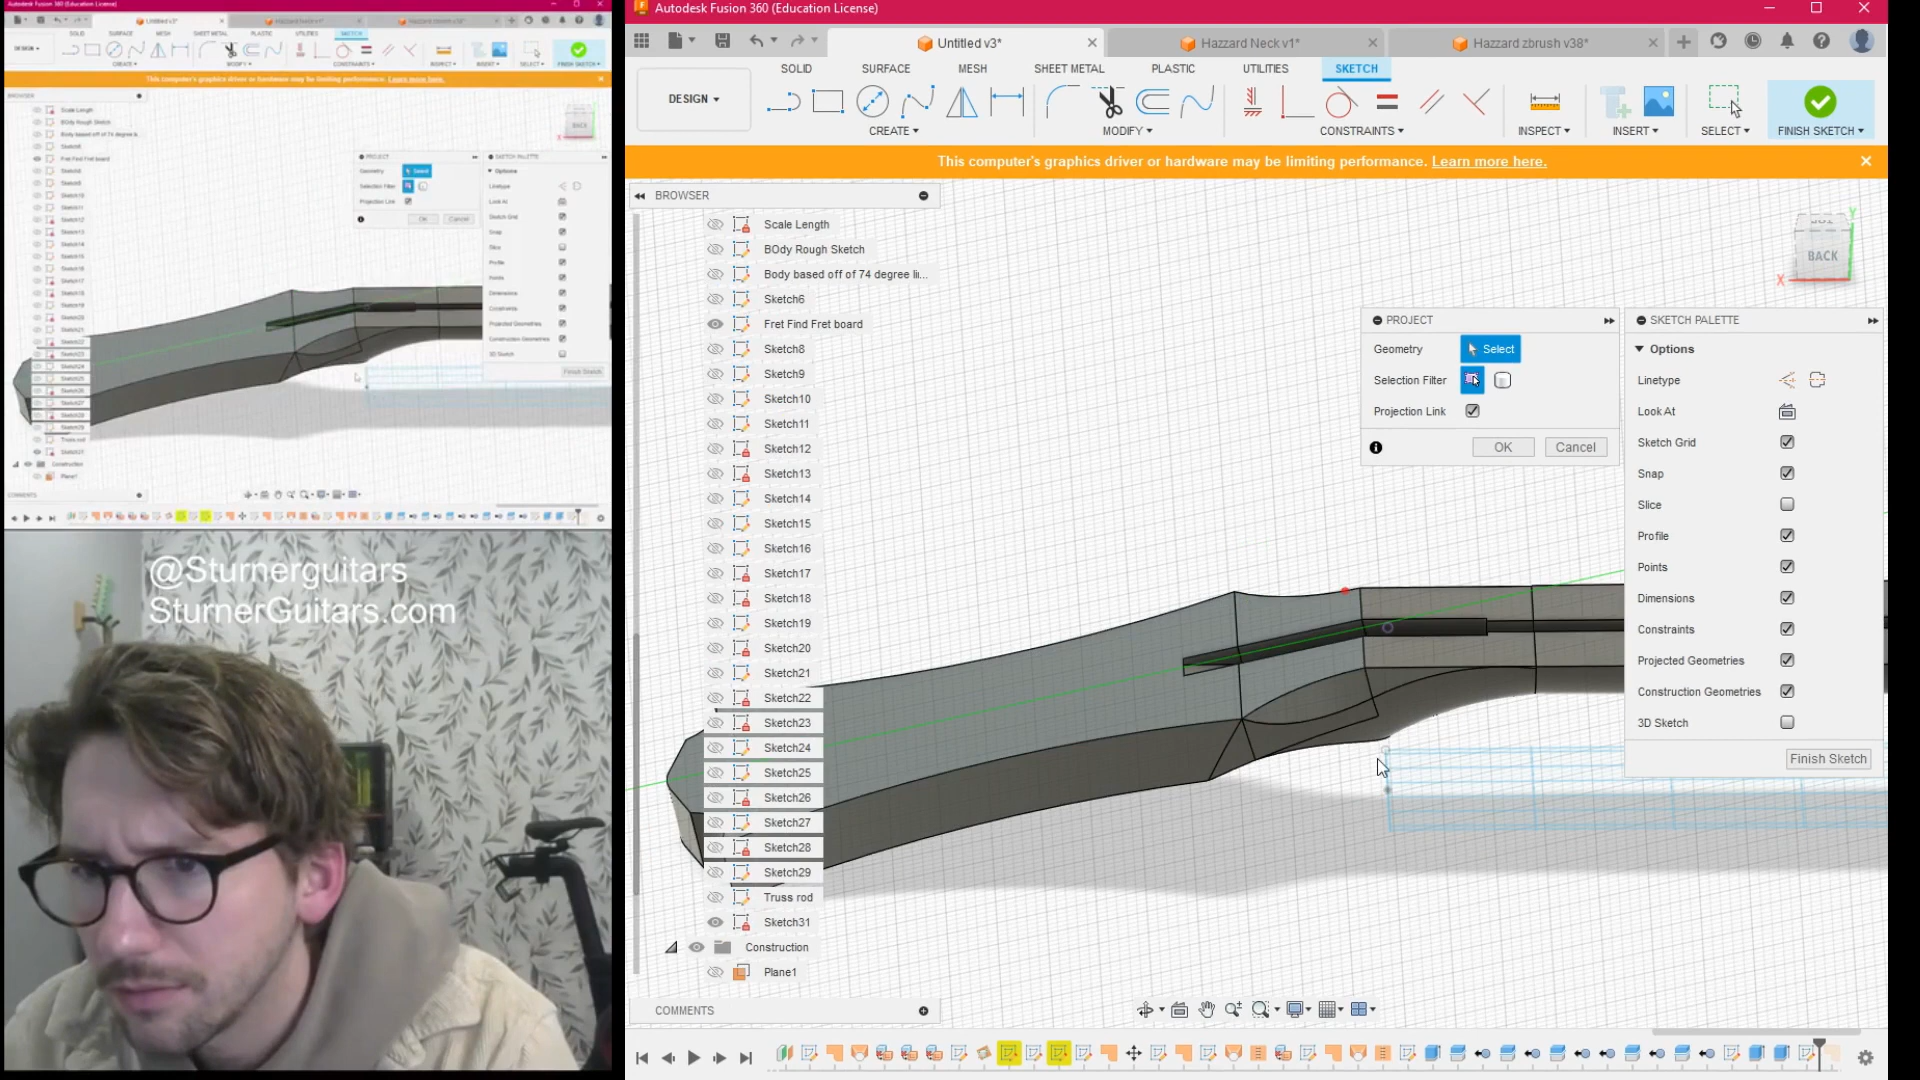 Autodesk Fusion 360 (Education License)
Untitled v3*
Hazzard Neck v1*
Hazzard zbrush v38*
DESIGN
SOLID
SURFACE
MESH
SHEET METAL
PLASTIC
UTILITIES
SKETCH
CREATE
MODIFY
CONSTRAINTS
INSPECT
INSERT
SELECT
FINISH SKETCH
This computer's graphics driver or hardware may be limiting performance. Learn more here.
BROWSER
Scale Length
BOdy Rough Sketch
Body based off of 74 degree li...
Sketch6
Fret Find Fret board
Sketch8
Sketch9
Sketch10
Sketch11
Sketch12
Sketch13
Sketch14
Sketch15
Sketch16
Sketch17
Sketch18
Sketch19
Sketch20
Sketch21
Sketch22
Sketch23
Sketch24
Sketch25
Sketch26
Sketch27
Sketch28
Sketch29
Truss rod
Sketch31
Construction
Plane1
COMMENTS
PROJECT
Geometry
Select
Selection Filter
Projection Link
OK
Cancel
SKETCH PALETTE
Options
Linetype
Look At
Sketch Grid
Snap
Slice
Profile
Points
Dimensions
Constraints
Projected Geometries
Construction Geometries
3D Sketch
Finish Sketch
BACK
X
Y
@Sturnerguitars
SturnerGuitars.com